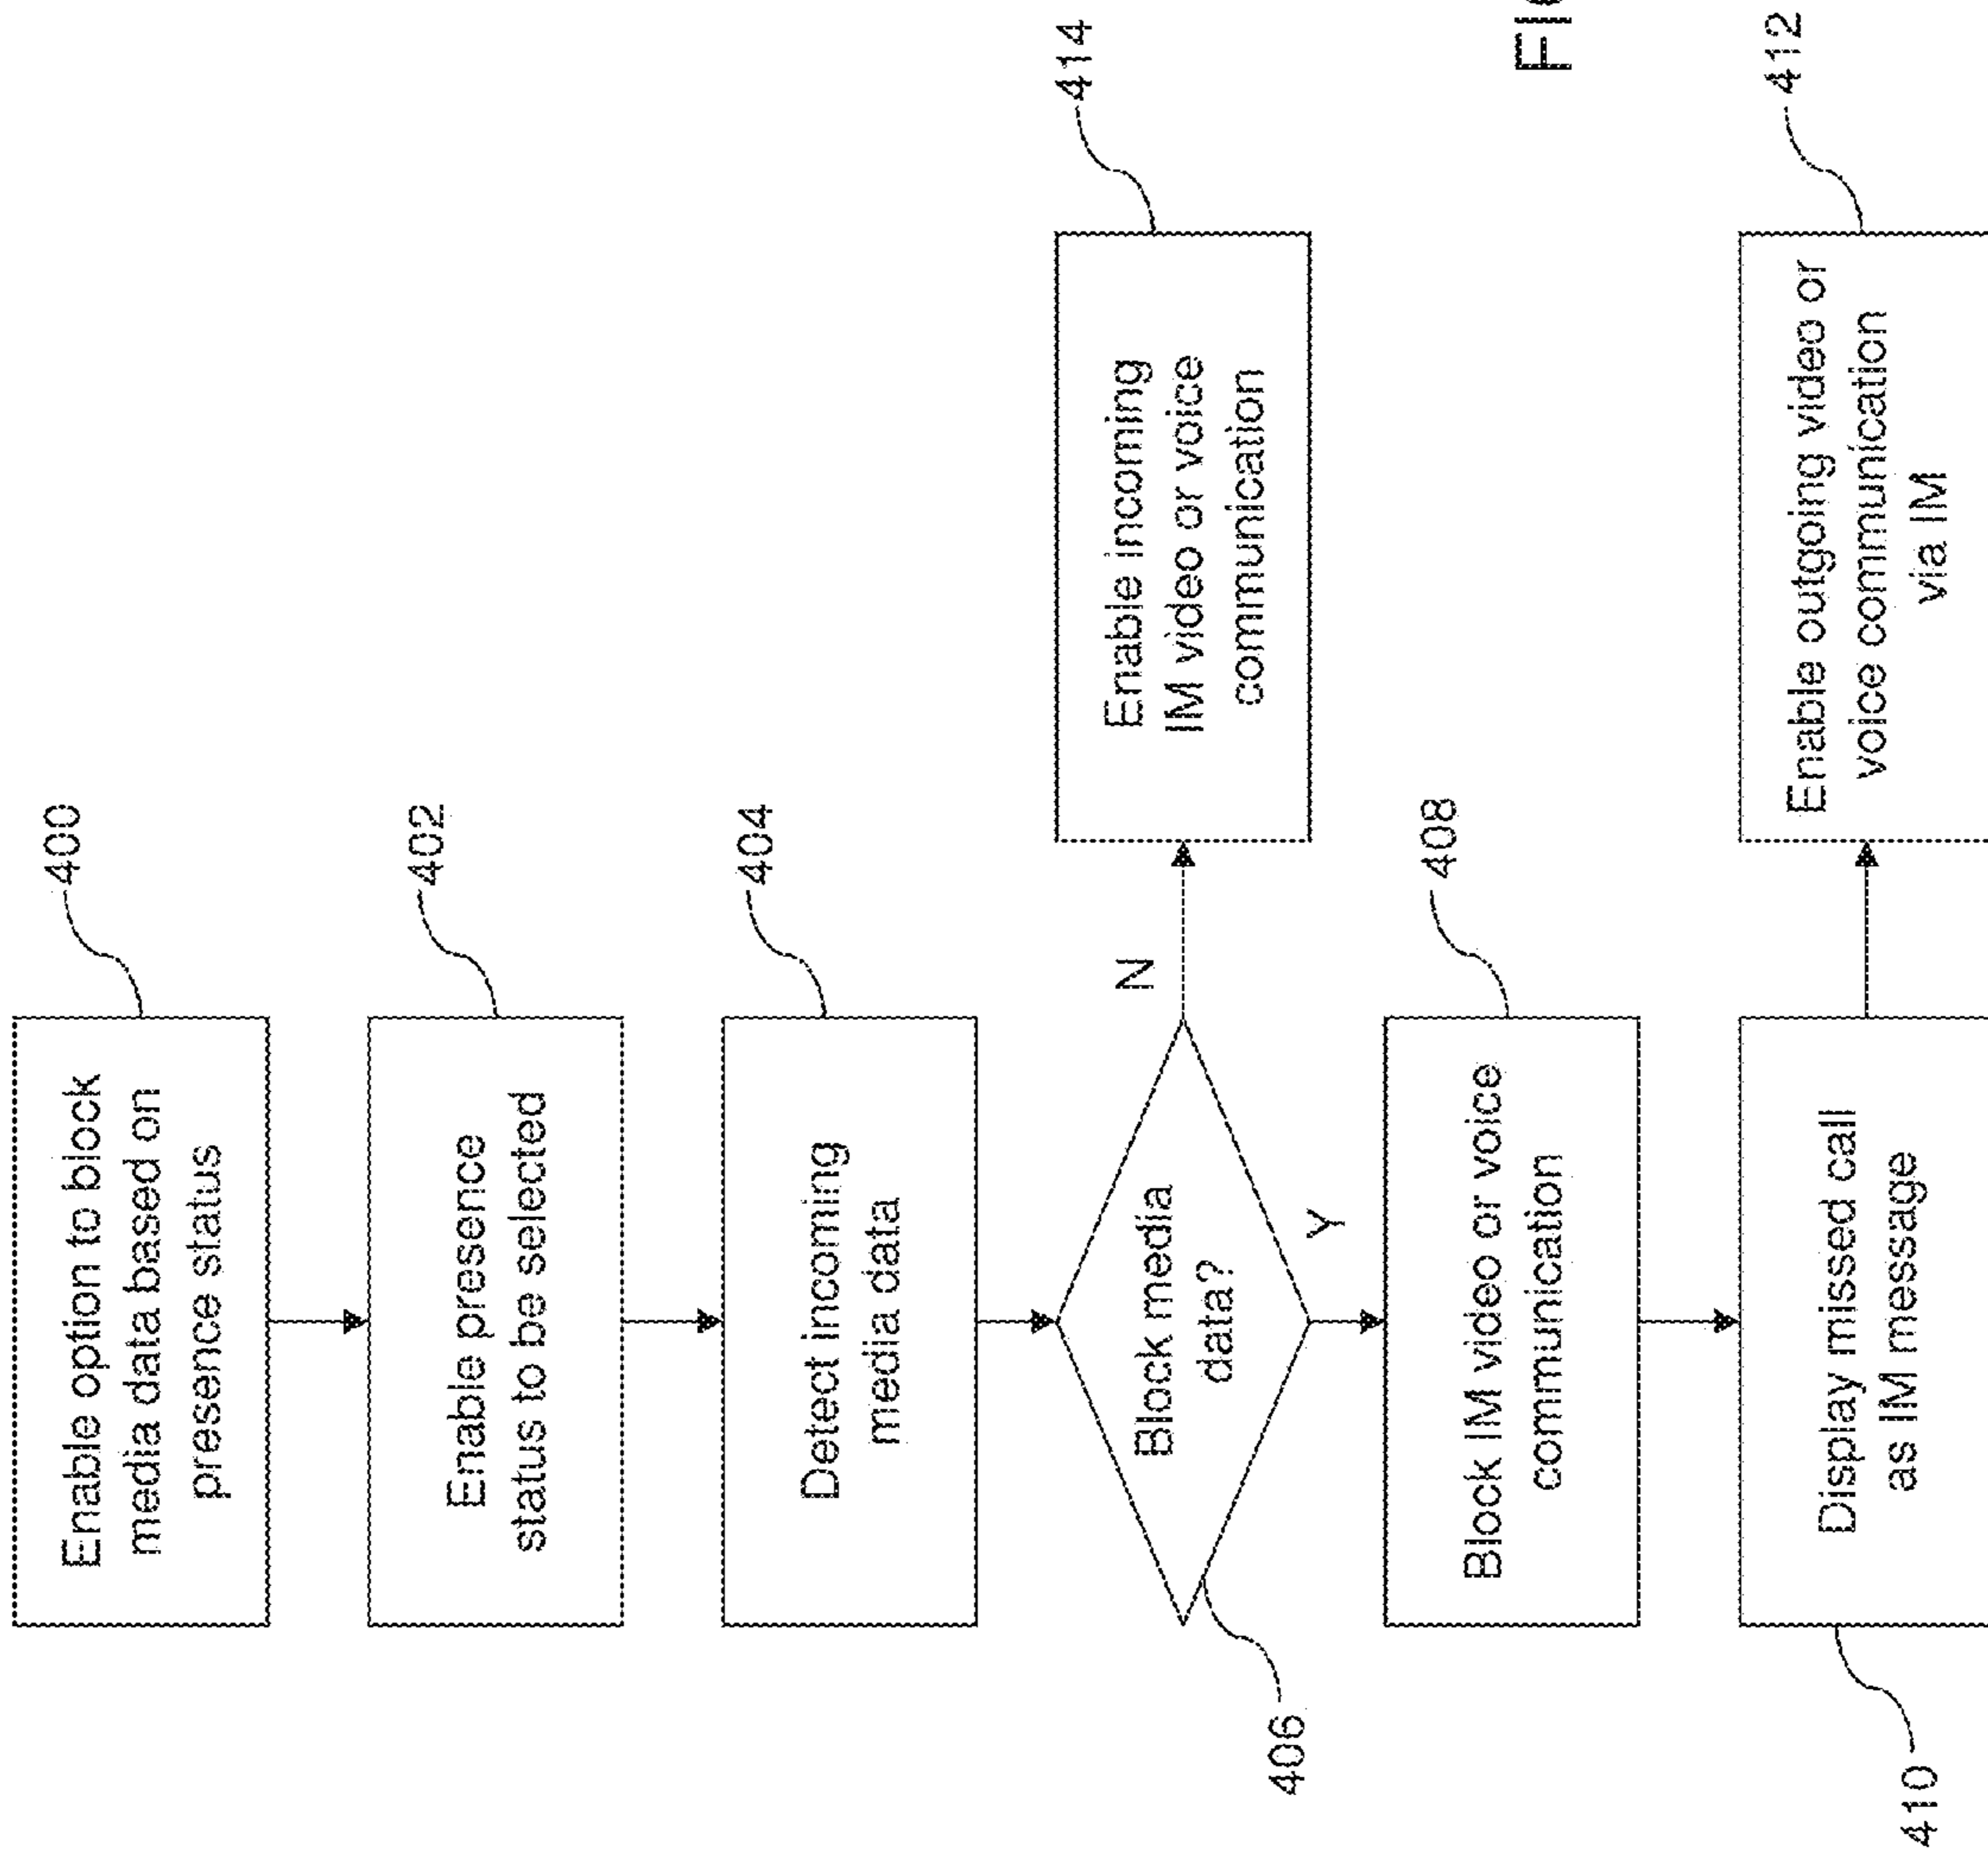 400
Enable option to block
media data based on
presence status
402
Enable presence
status to be selected
404
Detect incoming
media data
406
Block media
data?
N
414
Enable incoming
IM video or voice
communication
Y
408
Block IM video or voice
communication
410
Display missed call
as IM message
412
Enable outgoing video or
voice communication
via IM